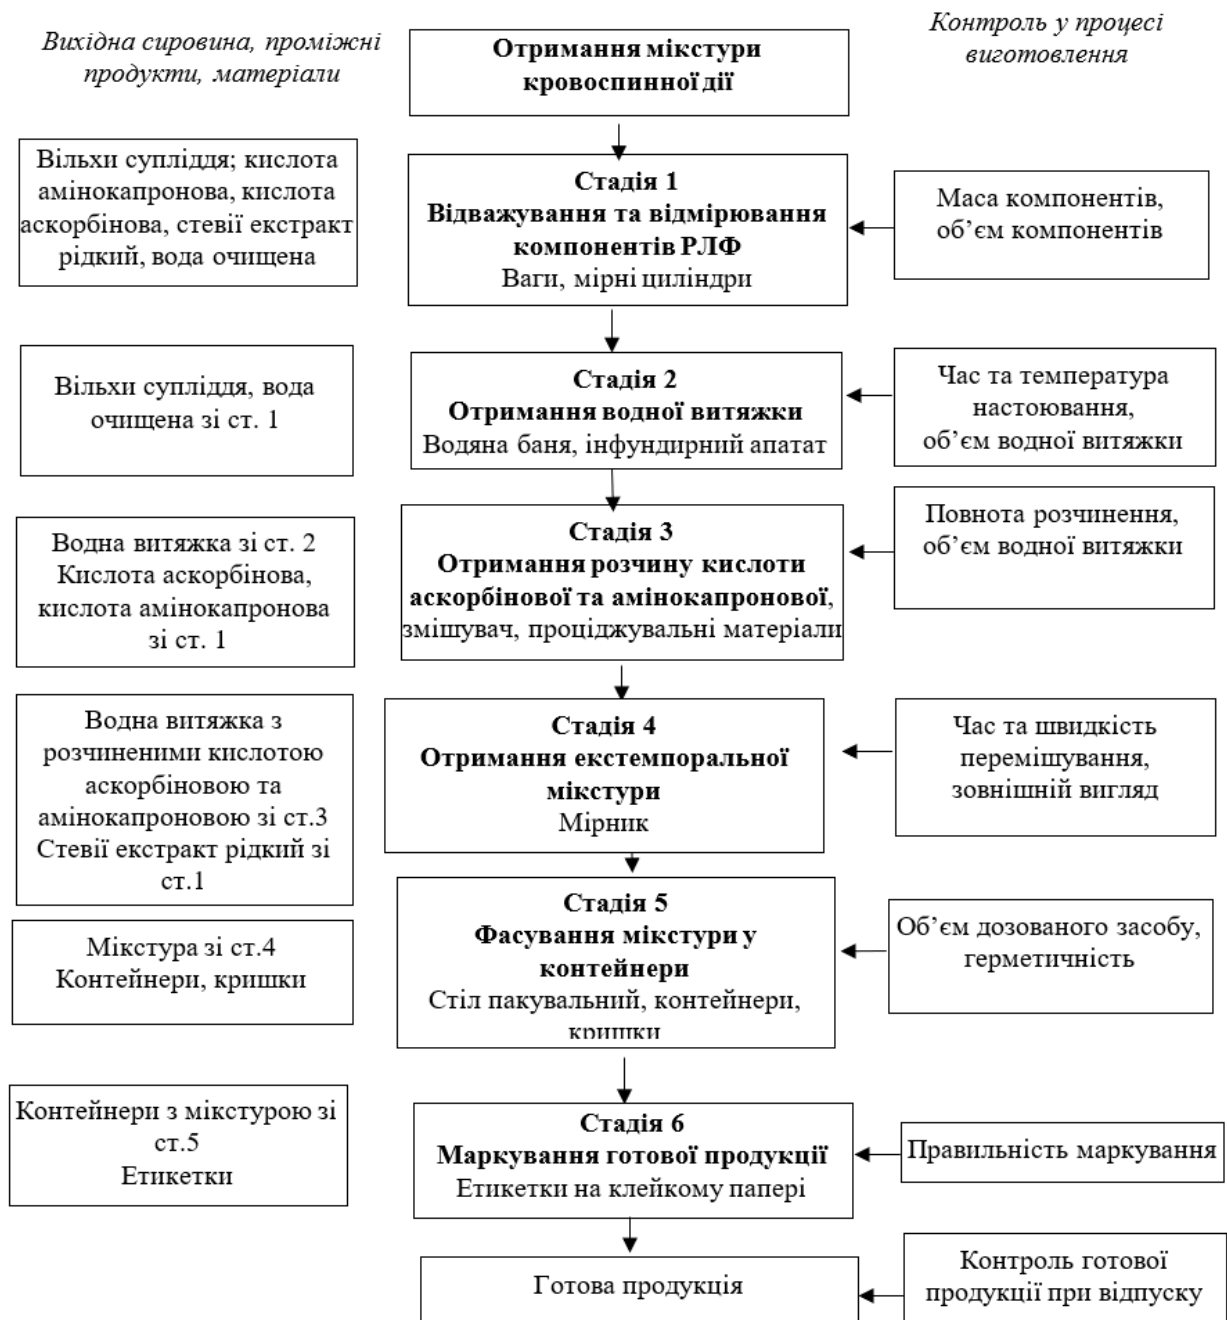 Вихідна сировина, проміжні
продукти, матеріали
Отримання мікстури
кровоспинної дії
Контроль у процесі
виготовлення
Вільхи супліддя; кислота
амінокапронова, кислота
аскорбінова, стевії екстракт
рідкий, вода очищена
Стадія 1
Відважування та відмірювання
компонентів РЛФ
Ваги, мірні циліндри
Маса компонентів,
об’єм компонентів
Вільхи супліддя, вода
очищена зі ст. 1
Стадія 2
Отримання водної витяжки
Водяна баня, інфундирний апатат
Час та температура
настоювання,
об’єм водної витяжки
Водна витяжка зі ст. 2
Кислота аскорбінова,
кислота амінокапронова
зі ст. 1
Стадія 3
Отримання розчину кислоти
аскорбінової та амінокапронової,
змішувач, проціджувальні матеріали
Повнота розчинення,
об’єм водної витяжки
Водна витяжка з
розчиненими кислотою
аскорбіновою та
амінокапроновою зі ст.3
Стевії екстракт рідкий зі
ст.1
Стадія 4
Отримання екстемпоральної
мікстури
Мірник
Час та швидкість
перемішування,
зовнішній вигляд
Мікстура зі ст.4
Контейнери, кришки
Стадія 5
Фасування мікстури у
контейнери
Стіл пакувальний, контейнери,
кришки
Об’єм дозованого засобу,
герметичність
Контейнери з мікстурою зі
ст.5
Етикетки
Стадія 6
Маркування готової продукції
Етикетки на клейкому папері
Правильність маркування
Готова продукція
Контроль готової
продукції при відпуску